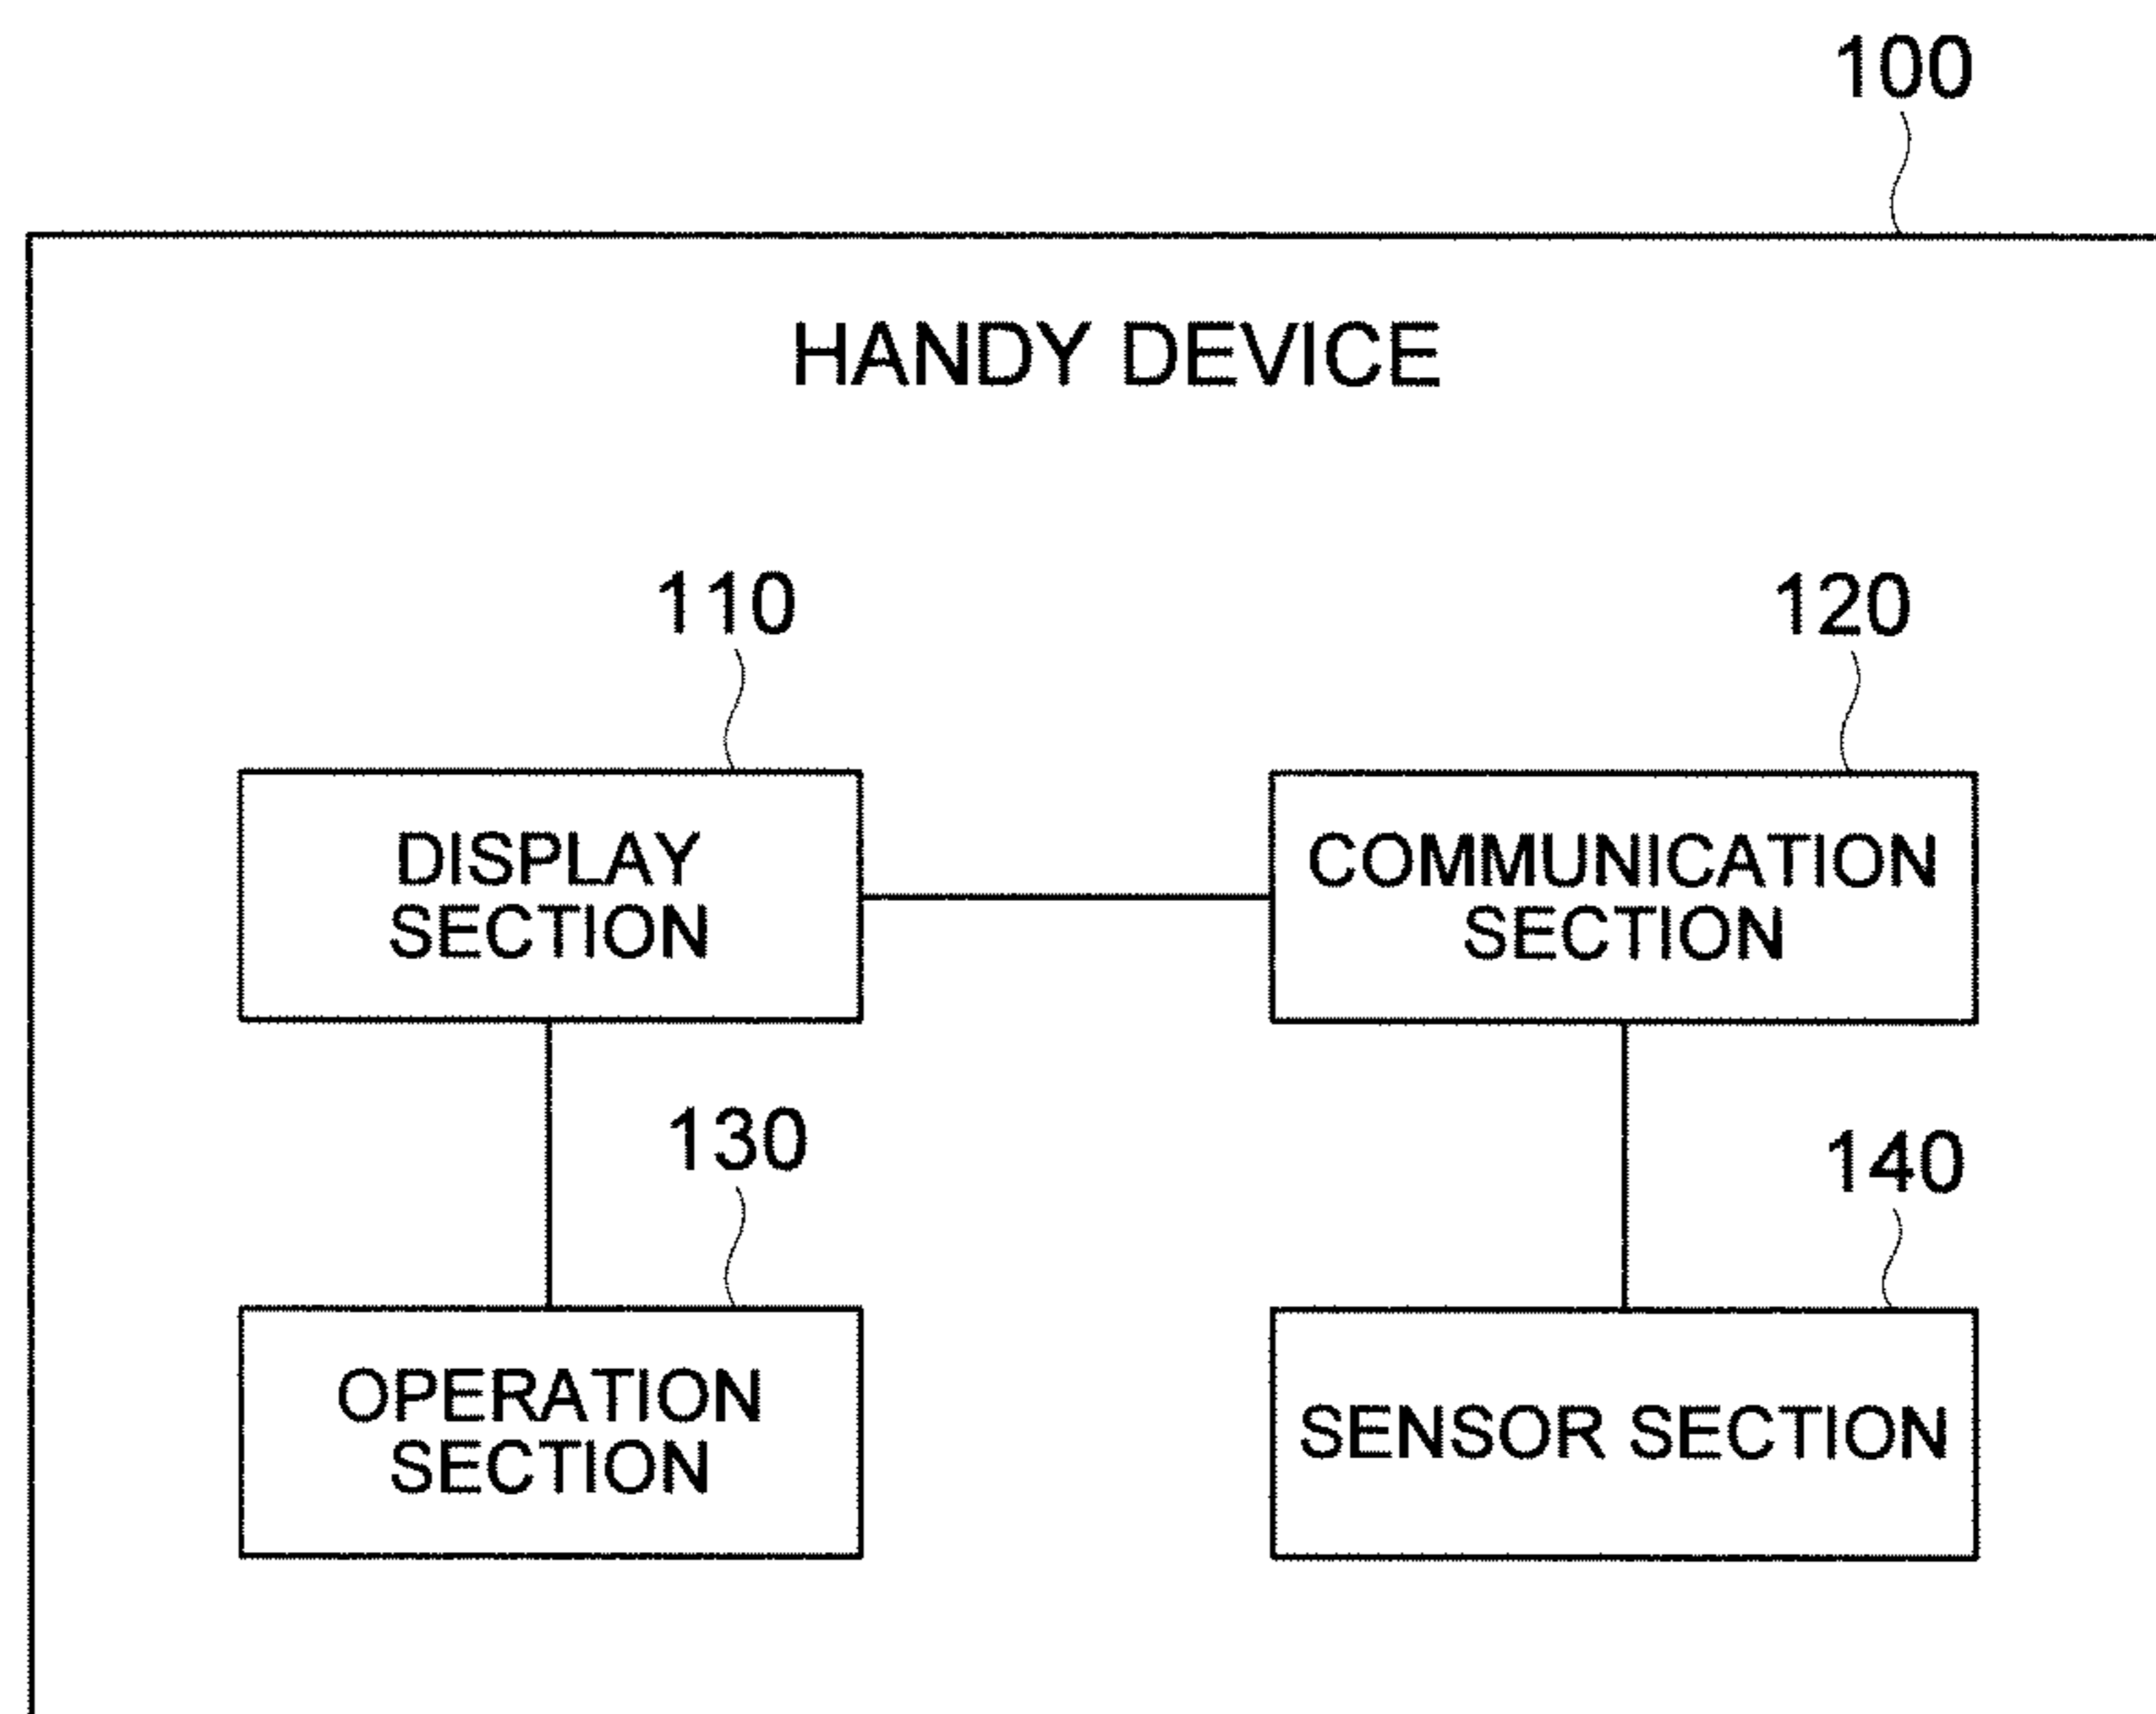 100
HANDY DEVICE
110
120
DISPLAY
SECTION
COMMUNICATION
SECTION
130
140
OPERATION
SECTION
SENSOR SECTION